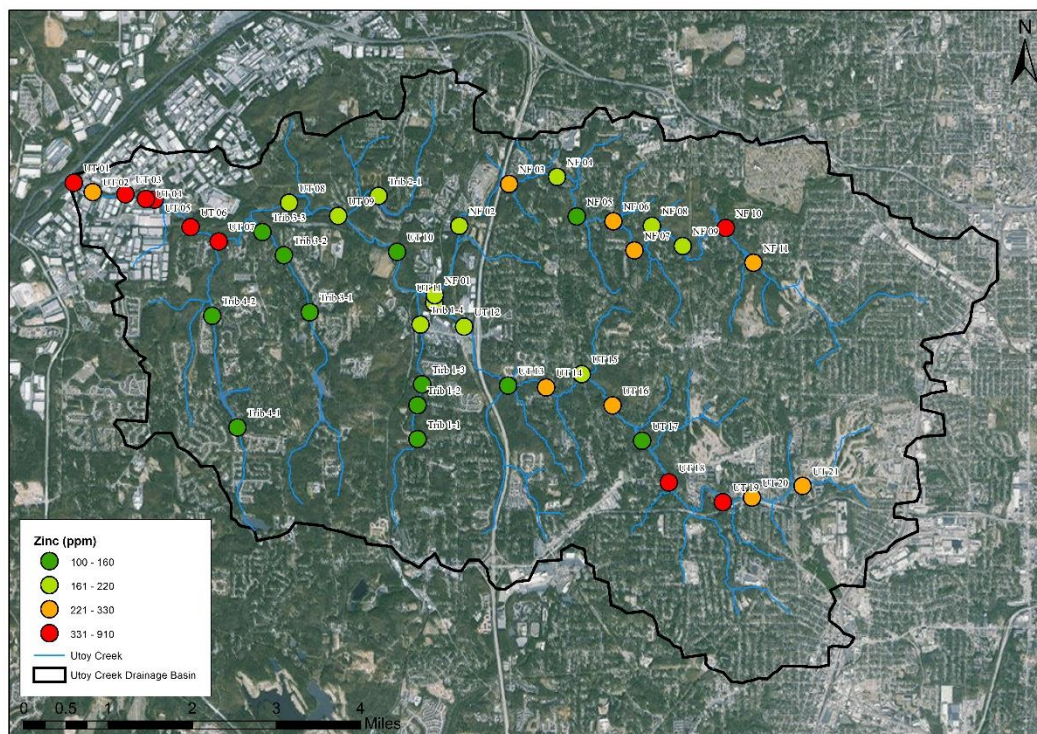 N
UT 01
UT 02
UT 03
UT 04
UT 05
UT 06
UT 07
UT 08
UT 09
Trib 2-1
Trib 3-3
Trib 3-2
Trib 3-1
Trib 4-2
Trib 4-1
UT 10
NF 02
NF 01
UT 11
Trib 1-4
UT 12
Trib 1-3
Trib 1-2
Trib 1-1
NF 03
NF 04
NF 05
NF 06
NF 07
NF 08
NF 09
NF 10
NF 11
UT 13
UT 14
UT 15
UT 16
UT 17
UT 18
UT 19
UT 20
UT 21
Zinc (ppm)
100 - 160
161 - 220
221 - 330
331 - 910
Utoy Creek
Utoy Creek Drainage Basin
0 0.5 1 2 3 4
Miles